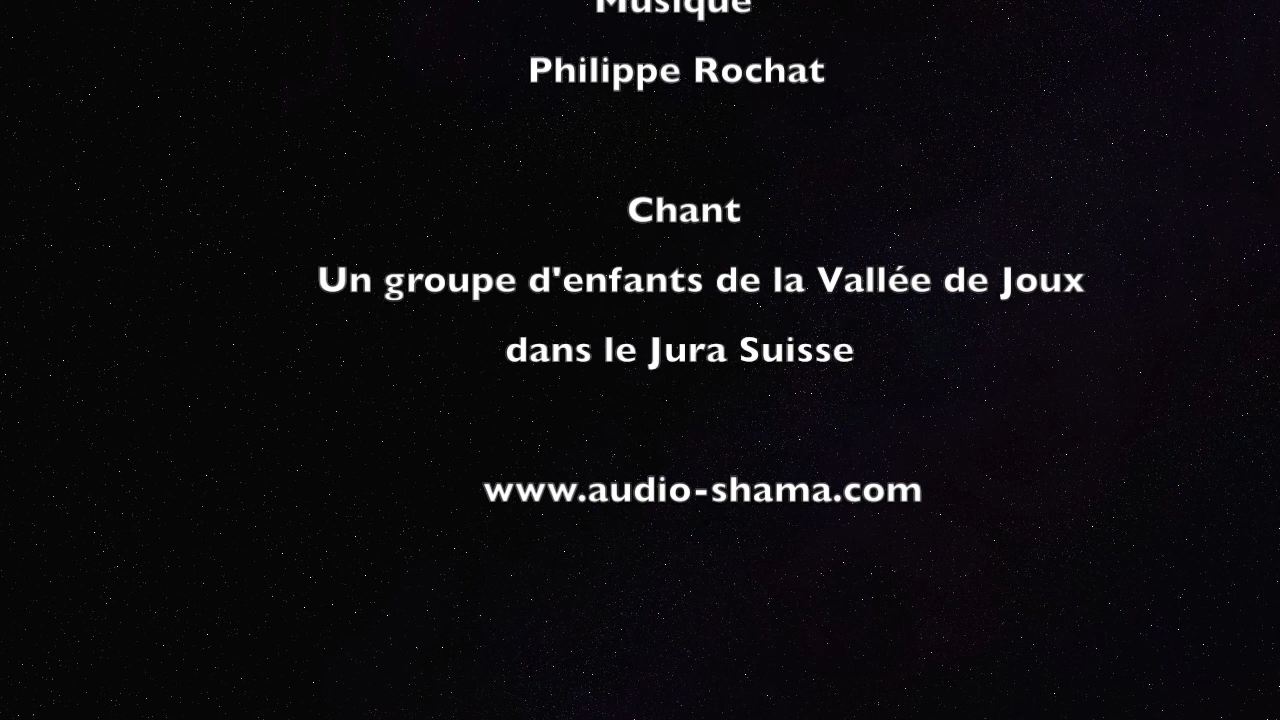 Musique
Philippe Rochat
Chant
Un groupe d'enfants de la Vallée de Joux
dans le Jura Suisse
www.audio-shama.com